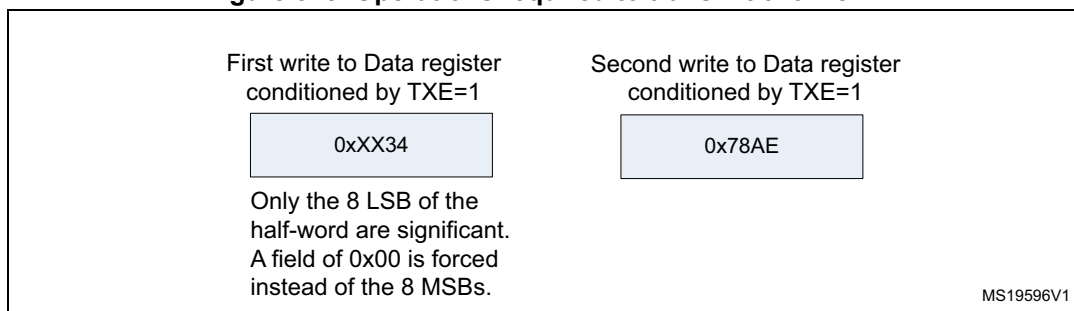 First write to Data register
conditioned by TXE=1
0xXX34
Only the 8 LSB of the
half-word are significant.
A field of 0x00 is forced
instead of the 8 MSBs.
Second write to Data register
conditioned by TXE=1
0x78AE
MS19596V1